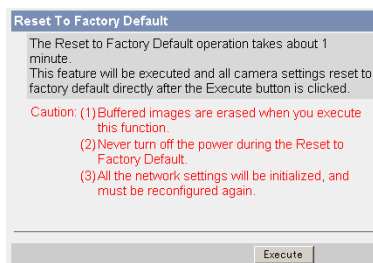 Reset To Factory Default
The Reset to Factory Default operation takes about 1
minute.
This feature will be executed and all camera settings reset to
factory default directly after the Execute button is clicked.
Caution: (1)Buffered images are erased when you execute
this function.
(2)Never turn off the power during the Reset to
Factory Default.
(3)All the network settings will be initialized, and
must be reconfigured again.
Execute